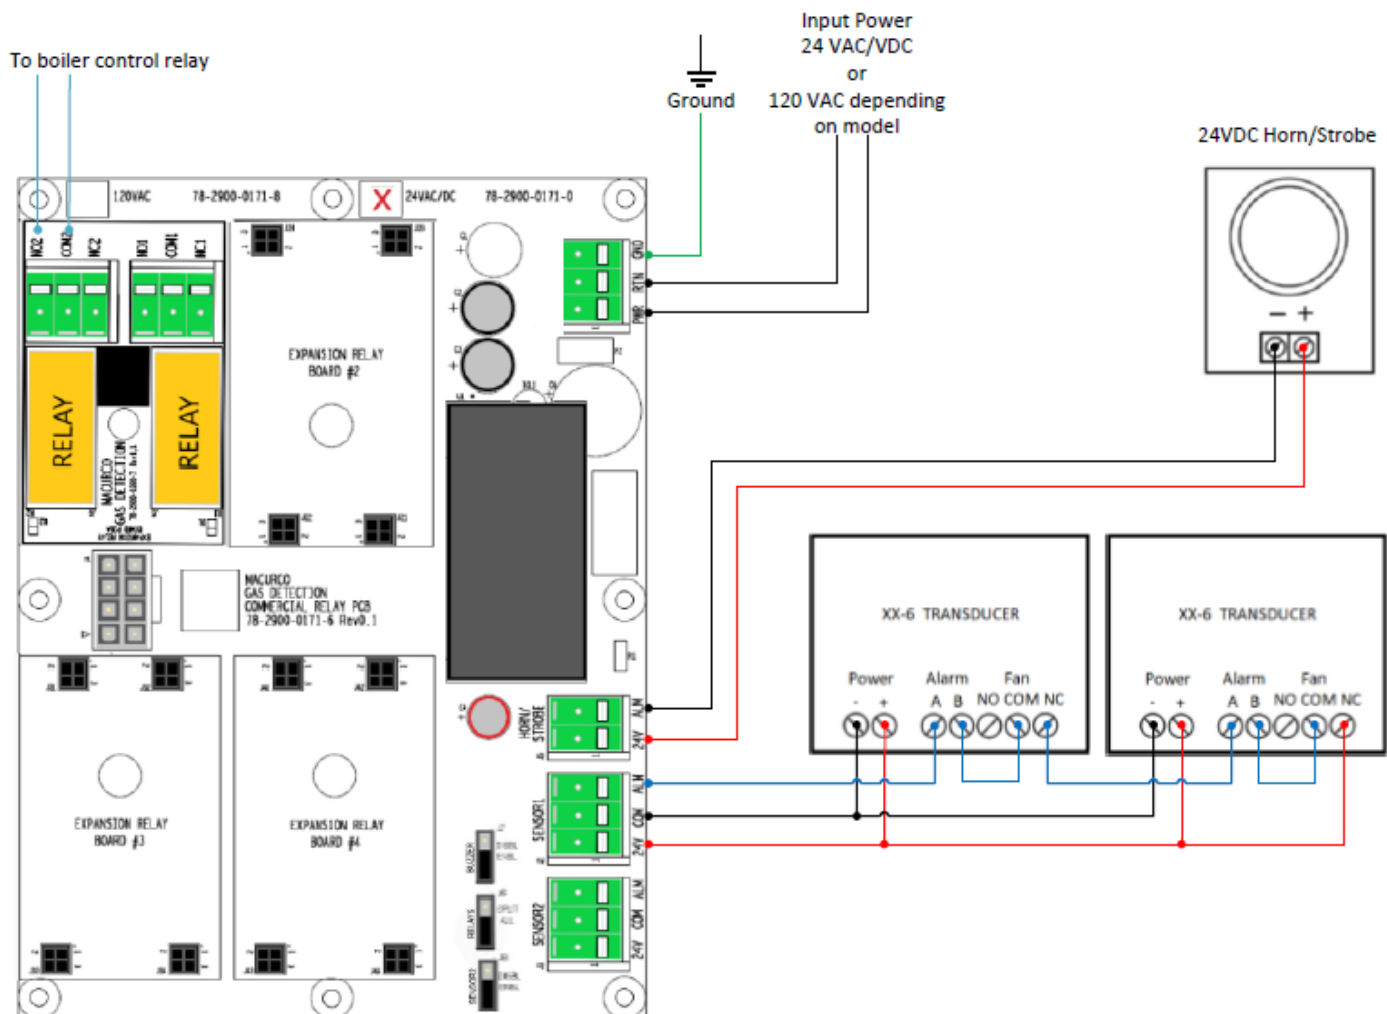 Input Power
24 VAC/VDC
or
120 VAC depending
on model
To boiler control relay
Ground
24VDC Horn/Strobe
120VAC
78-2900-0171-8
X
24VAC/DC
78-2900-0171-0
NO2
COM2
NC2
NO1
COM1
NC1
GND
RTN
PWR
- +
EXPANSION RELAY
BOARD #2
RELAY
RELAY
MACURCO
GAS DETECTION
EXPANSION RELAY
MACURCO
GAS DETECTION
COMMERCIAL RELAY PCB
78-2900-0171-6 Rev0.1
XX-6 TRANSDUCER
Power
Alarm
Fan
- +
A B
NO COM NC
XX-6 TRANSDUCER
Power
Alarm
Fan
- +
A B
NO COM NC
HORN/
STROBE
ALM
24V
SENSOR1
ALM
COM
24V
SENSOR2
ALM
COM
24V
EXPANSION RELAY
BOARD #3
EXPANSION RELAY
BOARD #4
BUZZER
RELAYS
SPLIT
ALL
SENSOR2